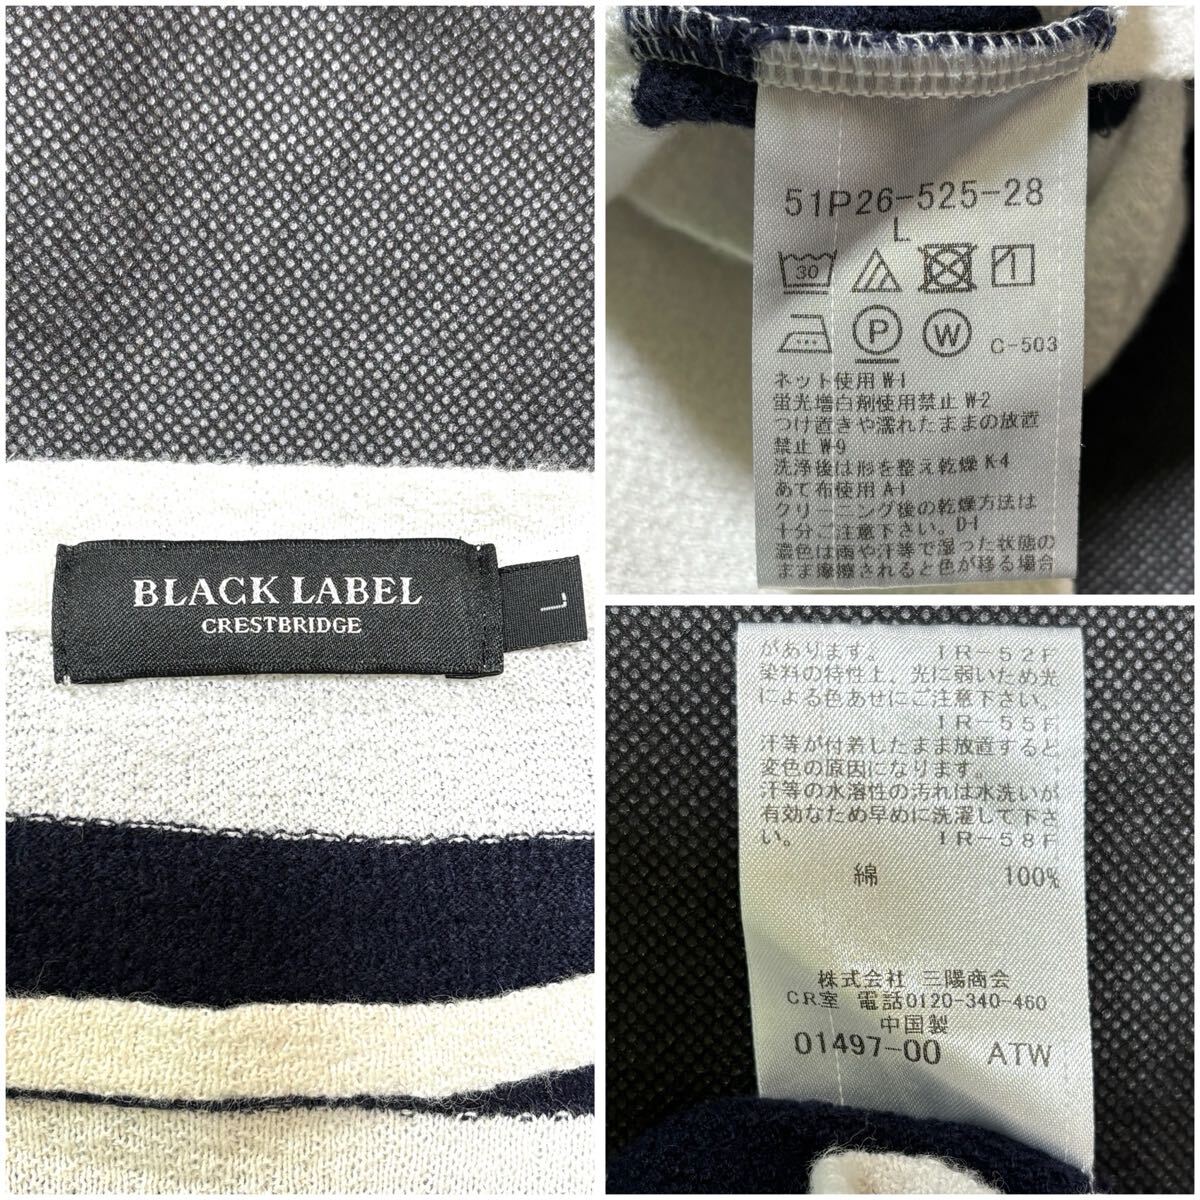 BLACK LABEL
CRESTBRIDGE
L
51P26-525-28
L
30
1
P
W
C-503
ネット使用 W-1
蛍光増白剤使用禁止 W-2
つけ置きや濡れたままの放置
禁止 W-9
洗浄後は形を整え乾燥 K-4
あて布使用 A-1
クリーニング後の乾燥方法は
十分ご注意下さい。D-1
濃色は雨や汗等で湿った状態の
まま摩擦されると色が移る場合
があります。 IR-52F
染料の特性上、光に弱いため光
による色あせにご注意下さい。
IR-55F
汗等が付着したまま放置すると
変色の原因になります。
汗等の水溶性の汚れは水洗いが
有効なため早めに洗濯して下さ
い。 IR-58F
綿 100%
株式会社 三陽商会
CR室 電話0120-340-460
中国製
01497-00 ATW